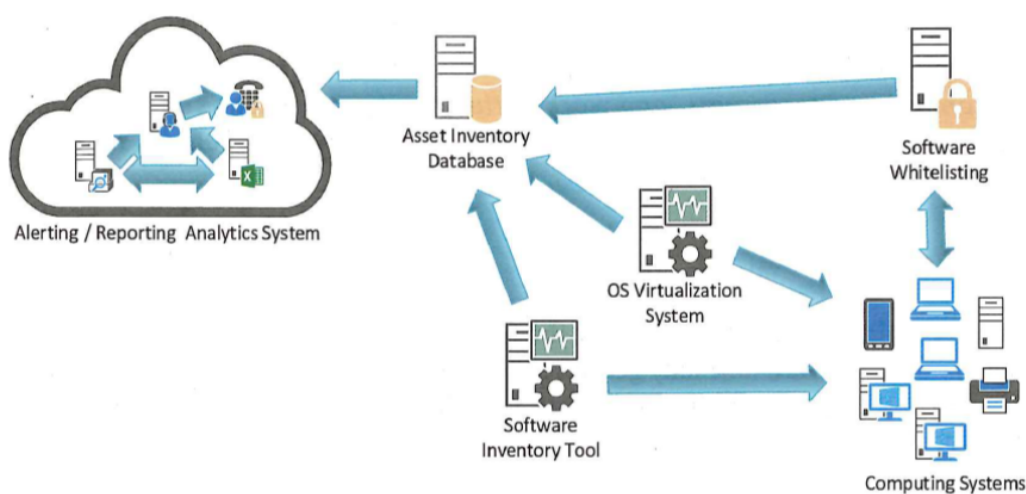 Asset Inventory
Database
Software
Whitelisting
Alerting / Reporting Analytics System
OS Virtualization
System
Software
Inventory Tool
Computing Systems
X